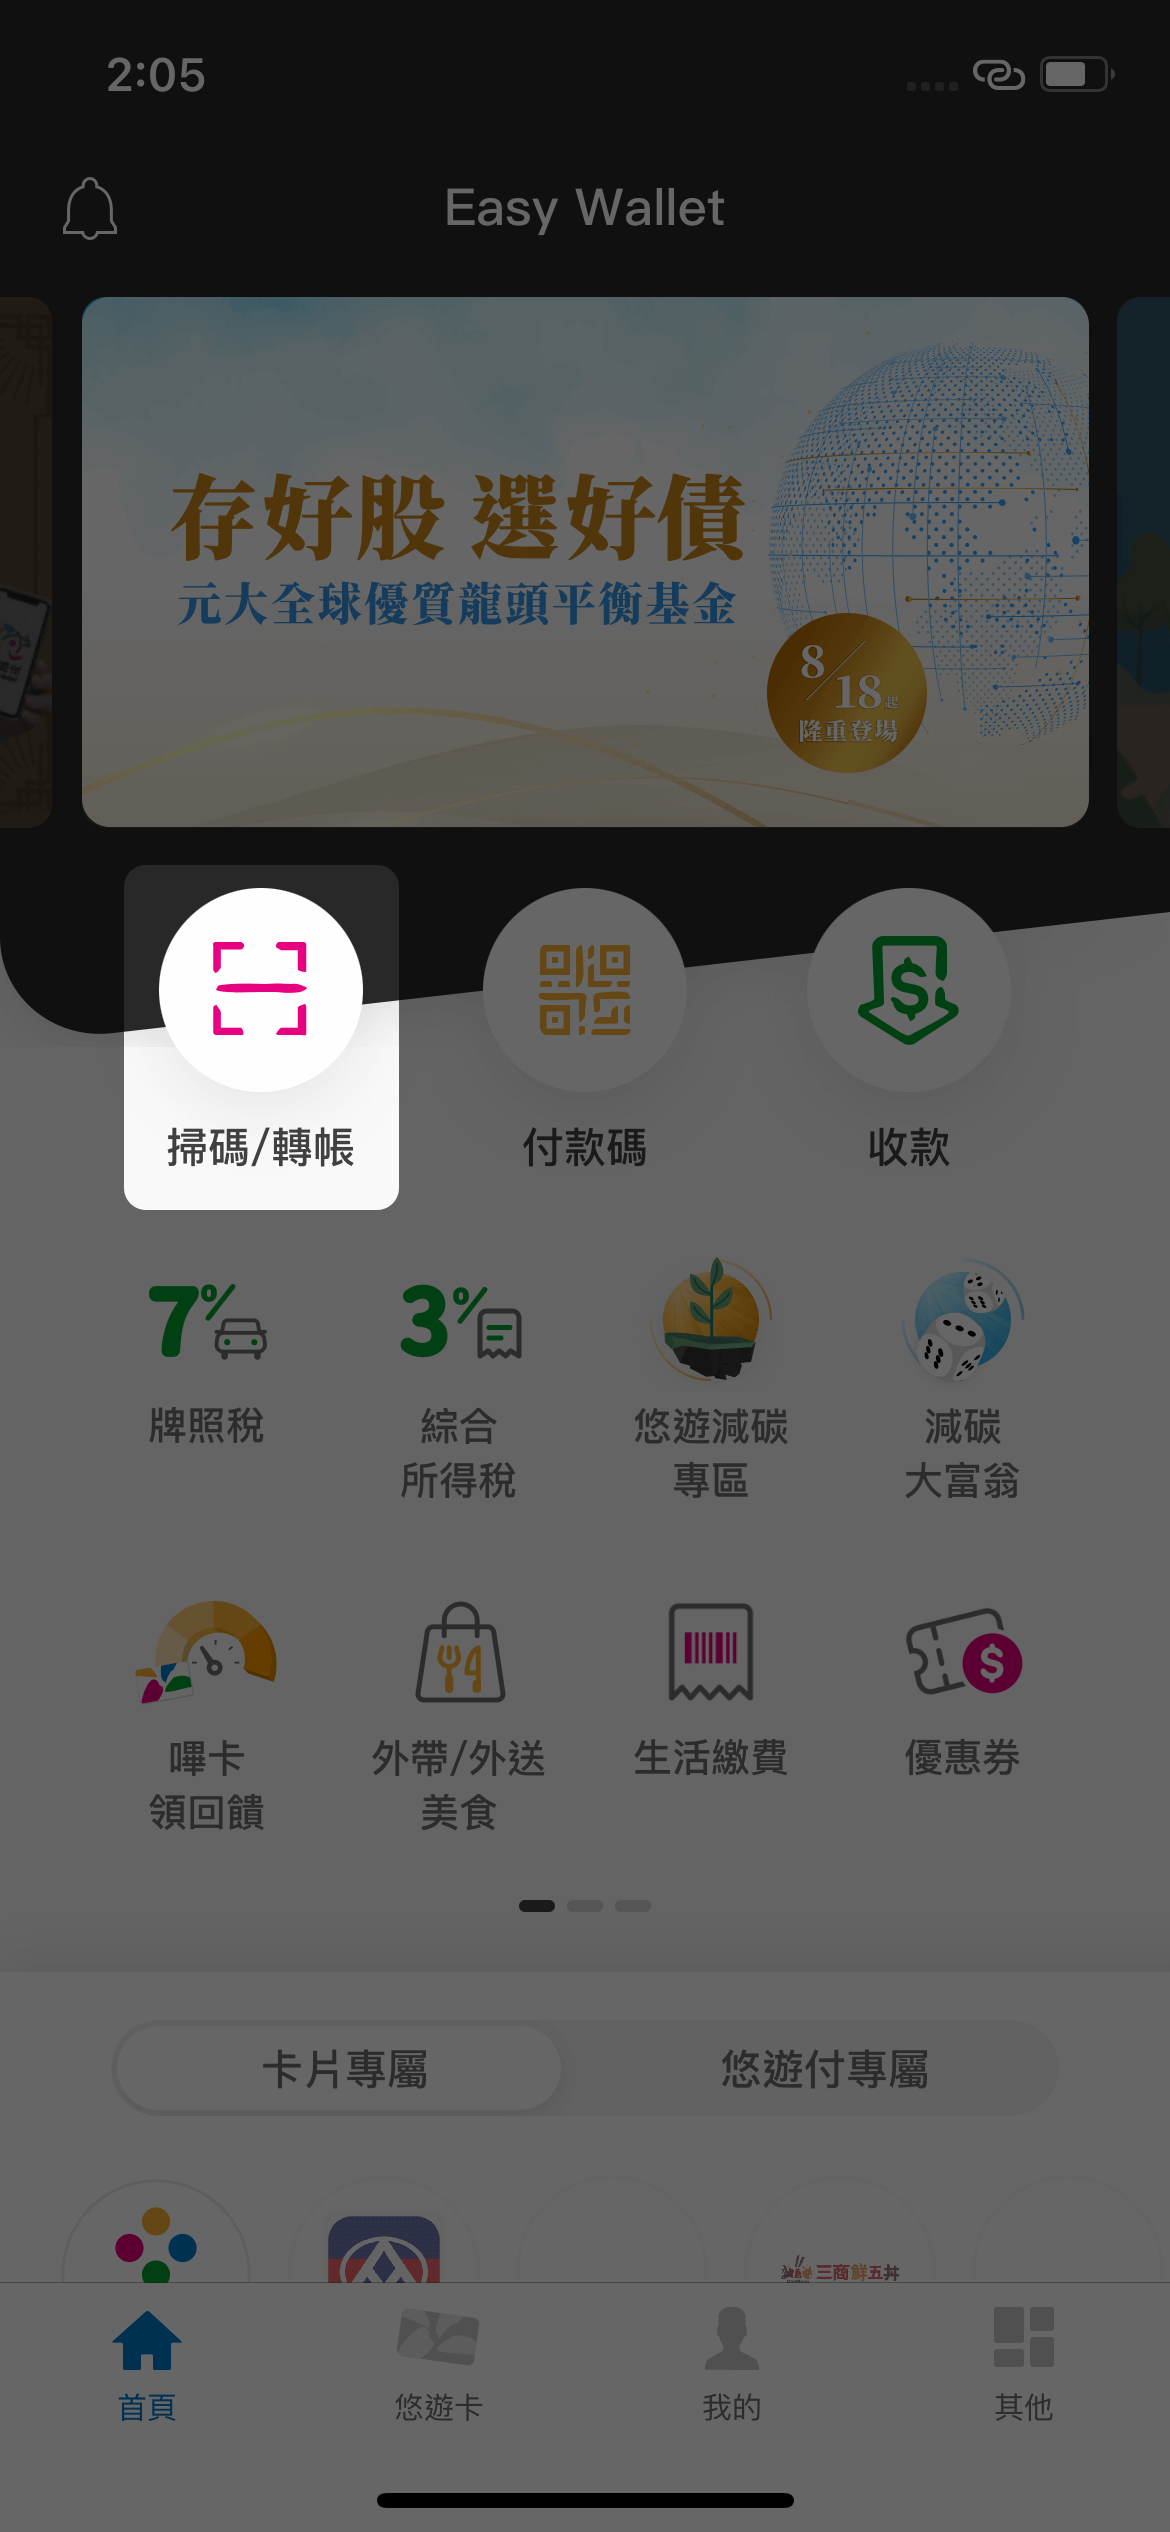 2:05
Easy Wallet
存好股 選好債
元大全球優質龍頭平衡基金
8/18起
隆重登場
掃碼/轉帳
付款碼
收款
7%
3%
牌照稅
綜合
所得稅
悠遊減碳
專區
減碳
大富翁
嗶卡
領回饋
外帶/外送
美食
生活繳費
優惠券
卡片專屬
悠遊付專屬
三商鮮五丼
首頁
悠遊卡
我的
其他